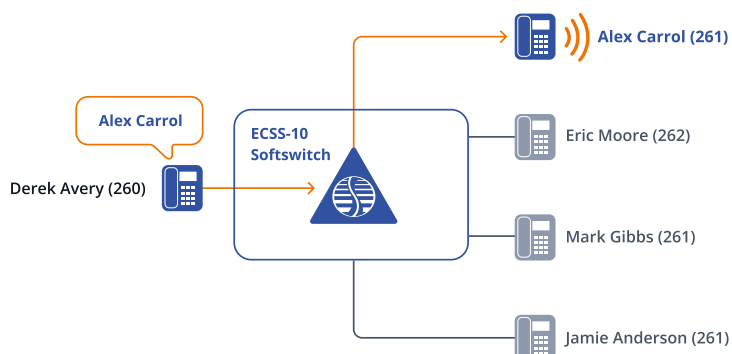 Alex Carrol (261)
Alex Carrol
ECSS-10
Softswitch
Eric Moore (262)
Derek Avery (260)
Mark Gibbs (261)
Jamie Anderson (261)